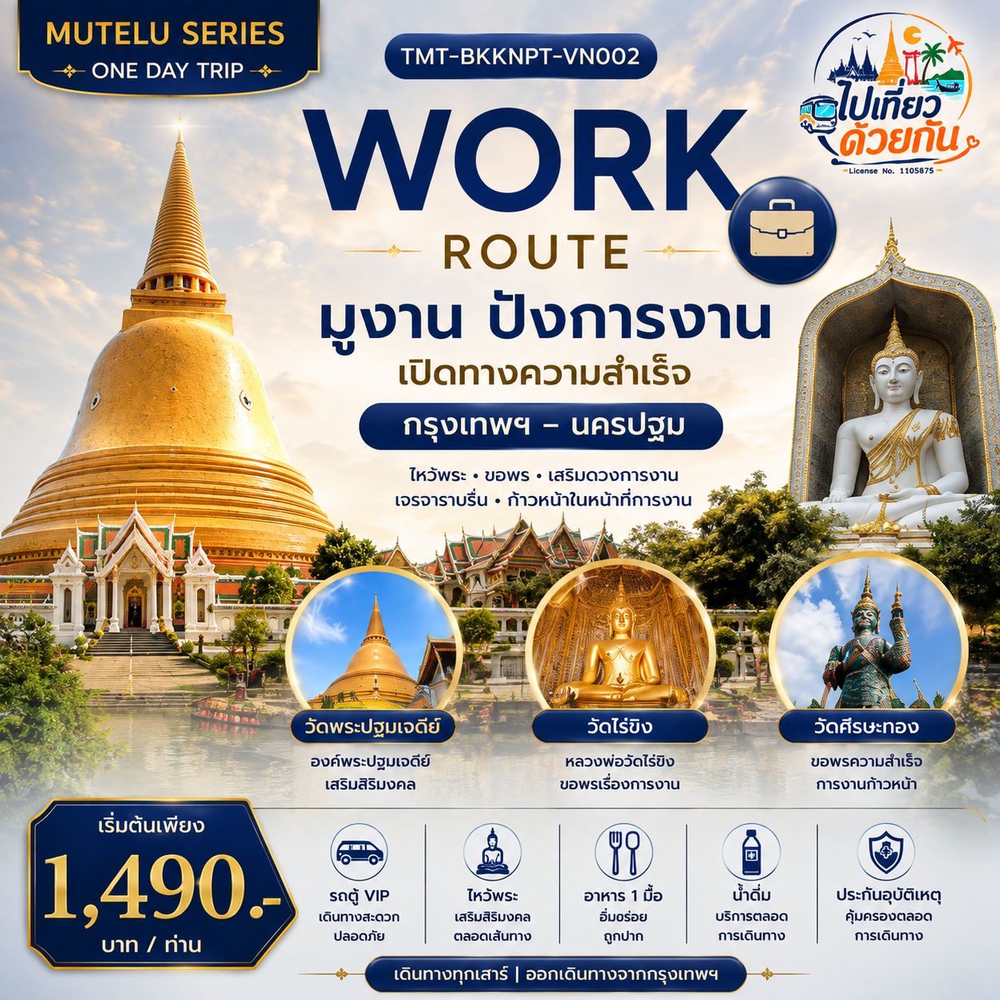 MUTELU SERIES
ONE DAY TRIP
TMT-BKKNPT-VN002
ไปเที่ยว
ด้วยกัน
License No. 1105875
WORK
ROUTE
มูงาน ปังการงาน
เปิดทางความสำเร็จ
กรุงเทพฯ – นครปฐม
ไหว้พระ • ขอพร • เสริมดวงการงาน
เจรจาราบรื่น • ก้าวหน้าในหน้าที่การงาน
วัดพระปฐมเจดีย์
องค์พระปฐมเจดีย์
เสริมสิริมงคล
วัดไร่ขิง
หลวงพ่อวัดไร่ขิง
ขอพรเรื่องการงาน
วัดศีรษะทอง
ขอพรความสำเร็จ
การงานก้าวหน้า
เริ่มต้นเพียง
1,490.-
บาท / ท่าน
รถตู้ VIP
เดินทางสะดวก
ปลอดภัย
ไหว้พระ
เสริมสิริมงคล
ตลอดเส้นทาง
อาหาร 1 มื้อ
อิ่มอร่อย
ถูกปาก
น้ำดื่ม
บริการตลอด
การเดินทาง
ประกันอุบัติเหตุ
คุ้มครองตลอด
การเดินทาง
เดินทางทุกเสาร์ | ออกเดินทางจากกรุงเทพฯ